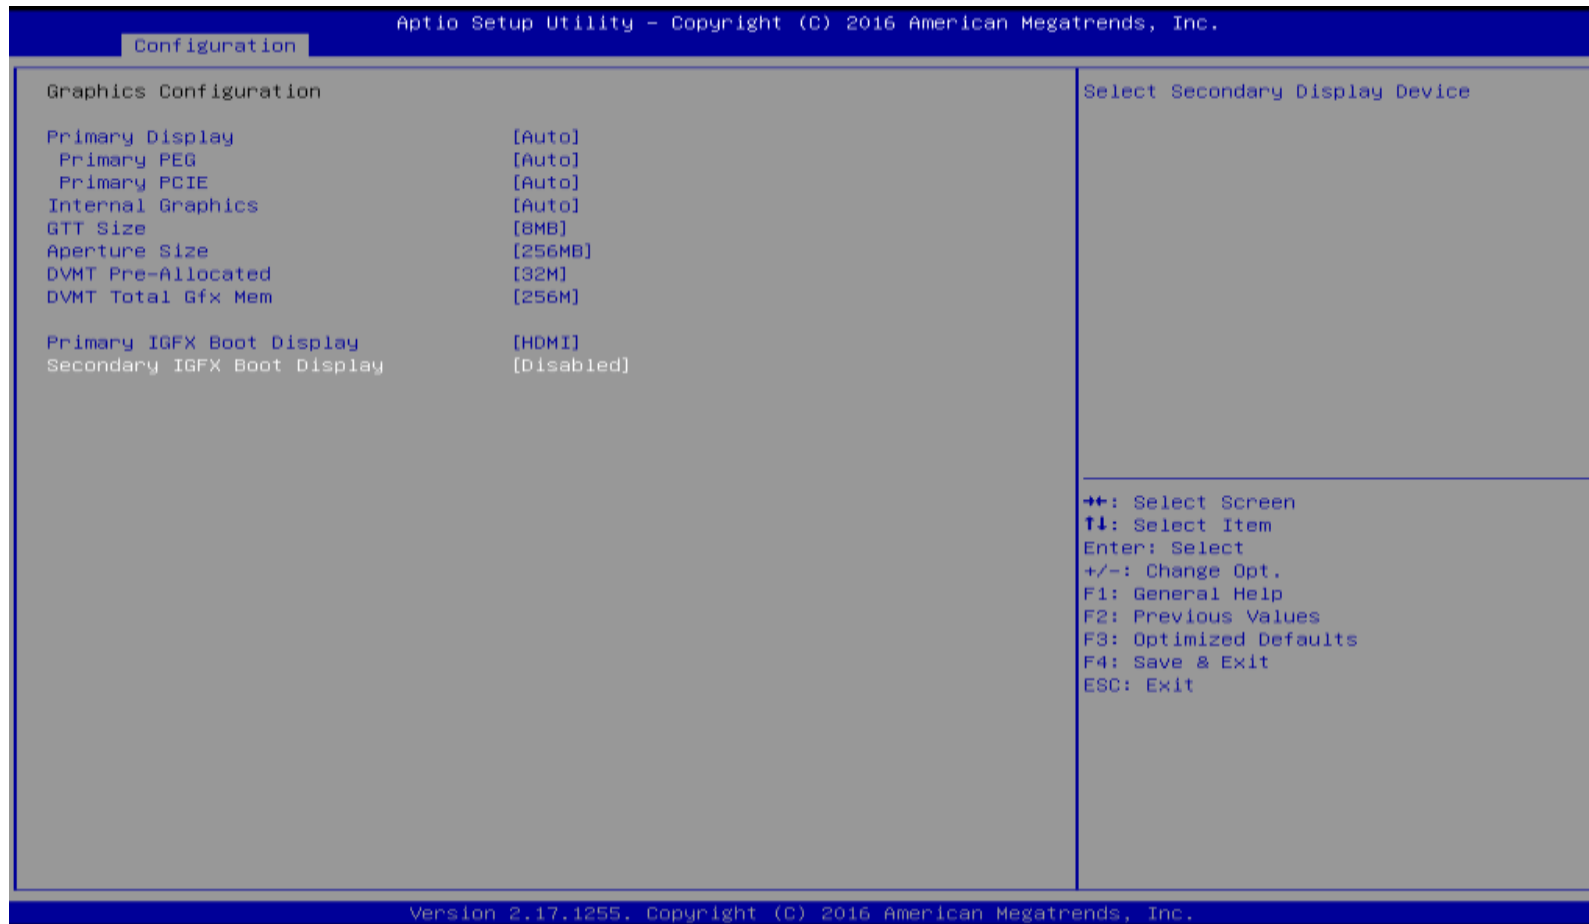 Aptio Setup Utility – Copyright (C) 2016 American Megatrends, Inc.
Configuration
Graphics Configuration
Primary Display [Auto]
Primary PEG [Auto]
Primary PCIE [Auto]
Internal Graphics [Auto]
GTT Size [8MB]
Aperture Size [256MB]
DVMT Pre-Allocated [32M]
DVMT Total Gfx Mem [256M]
Primary IGFX Boot Display [HDMI]
Secondary IGFX Boot Display [Disabled]
Select Secondary Display Device
→←: Select Screen
↑↓: Select Item
Enter: Select
+/-: Change Opt.
F1: General Help
F2: Previous Values
F3: Optimized Defaults
F4: Save & Exit
ESC: Exit
Version 2.17.1255. Copyright (C) 2016 American Megatrends, Inc.